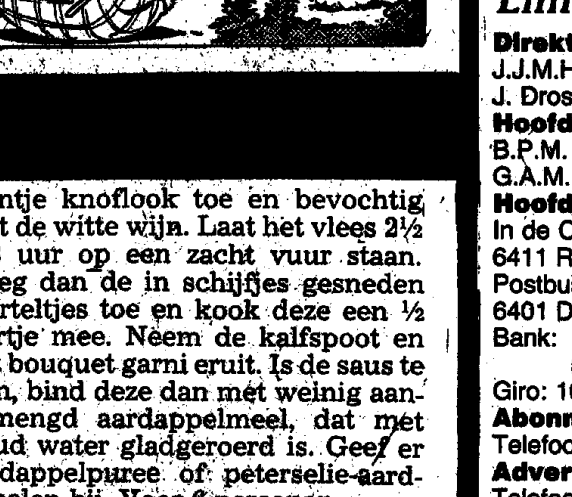 ntje knoflook toe en bevochtig
t de witte wijn. Laat het vlees 2½
uur op een zacht vuur staan.
eg dan de in schijfjes gesneden
rteltjes toe en kook deze een ½
rtje mee. Neem de kalfspoot en
bouquet garni eruit. Is de saus te
n, bind deze dan met weinig aan-
mengd aardappelmeel, dat met
ud water gladgeroerd is. Geef er
dappelpuree of peterselie-aard-
Direkt
J.J.M.H
J. Dros
Hoofd
B.P.M.
G.A.M.
Hoofd
In de C
6411 R
Postbu
6401 D
Bank:
Giro: 1
Abonn
Telefoo
Adver